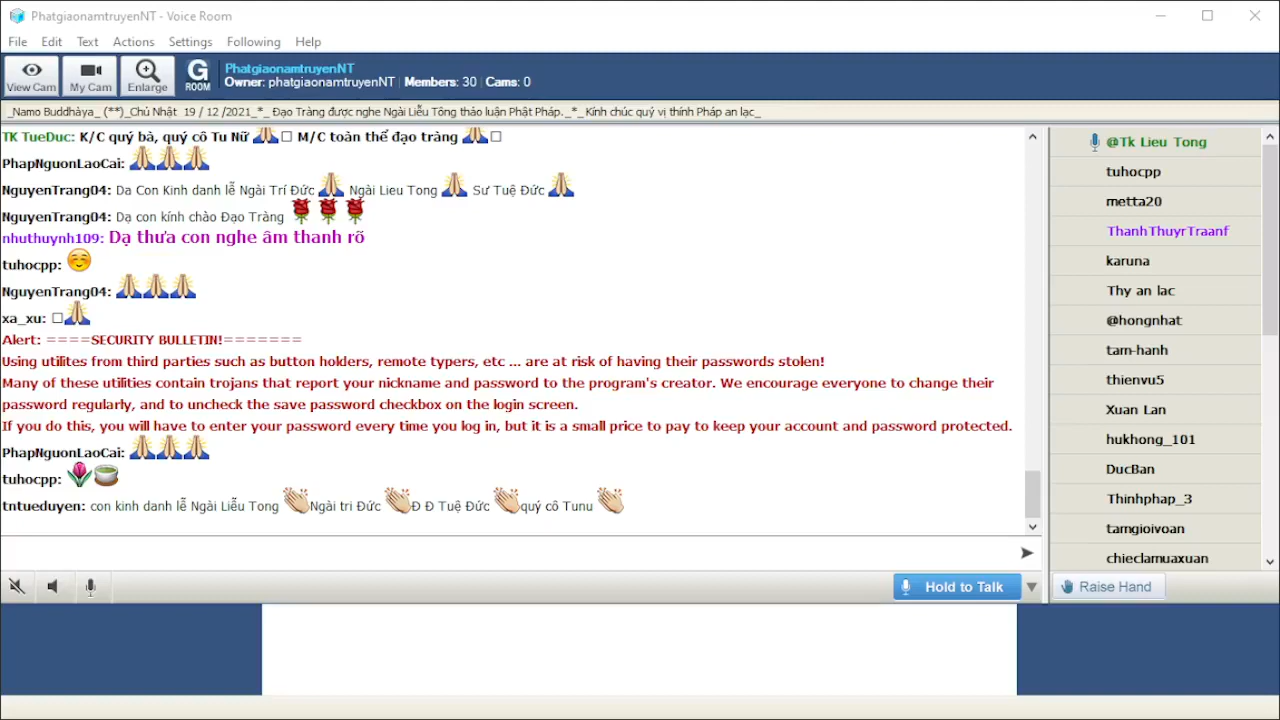 PhatgiaonamtruyenNT - Voice Room
File Edit Text Actions Settings Following Help
View Cam My Cam Enlarge G ROOM
PhatgiaonamtruyenNT
Owner: phatgiaonamtruyenNT | Members: 30 | Cams: 0
_Namo Buddhàya_ (**)_Chủ Nhật 19 / 12 /2021_*_ Đạo Tràng được nghe Ngài Liễu Tông thảo luận Phật Pháp._*_Kính chúc quý vị thính Pháp an lạc_
TK TueDuc: K/C quý bà, quý cô Tu Nữ 🙏□ M/C toàn thể đạo tràng 🙏□
PhapNguonLaoCai: 🙏🙏🙏
NguyenTrang04: Dạ Con Kinh danh lễ Ngài Trí Đức 🙏 Ngài Lieu Tong 🙏 Sư Tuệ Đức 🙏
NguyenTrang04: Dạ con kính chào Đạo Tràng 🌹🌹🌹
nhuthuynh109: Dạ thưa con nghe âm thanh rõ
tuhocpp: ☺️
NguyenTrang04: 🙏🙏🙏
xa_xu: □🙏
Alert: ====SECURITY BULLETIN!=======
Using utilites from third parties such as button holders, remote typers, etc ... are at risk of having their passwords stolen!
Many of these utilities contain trojans that report your nickname and password to the program's creator. We encourage everyone to change their
password regularly, and to uncheck the save password checkbox on the login screen.
If you do this, you will have to enter your password every time you log in, but it is a small price to pay to keep your account and password protected.
PhapNguonLaoCai: 🙏🙏🙏
tuhocpp: 🌷🍵
tntueduyen: con kinh danh lễ Ngài Liễu Tong 👏Ngài tri Đức 👏Đ Đ Tuệ Đức 👏quý cô Tunu 👏
Hold to Talk
@Tk Lieu Tong
tuhocpp
metta20
ThanhThuyrTraanf
karuna
Thy an lac
@hongnhat
tam-hanh
thienvu5
Xuan Lan
hukhong_101
DucBan
Thinhphap_3
tamgioivoan
chieclamuaxuan
Raise Hand